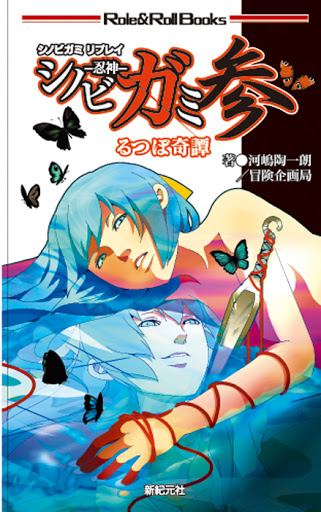 Role&Roll Books
シノビガミ リプレイ
シノビガミ参
―忍神―
るつぼ奇譚
著●河嶋陶一朗
／冒険企画局
新紀元社